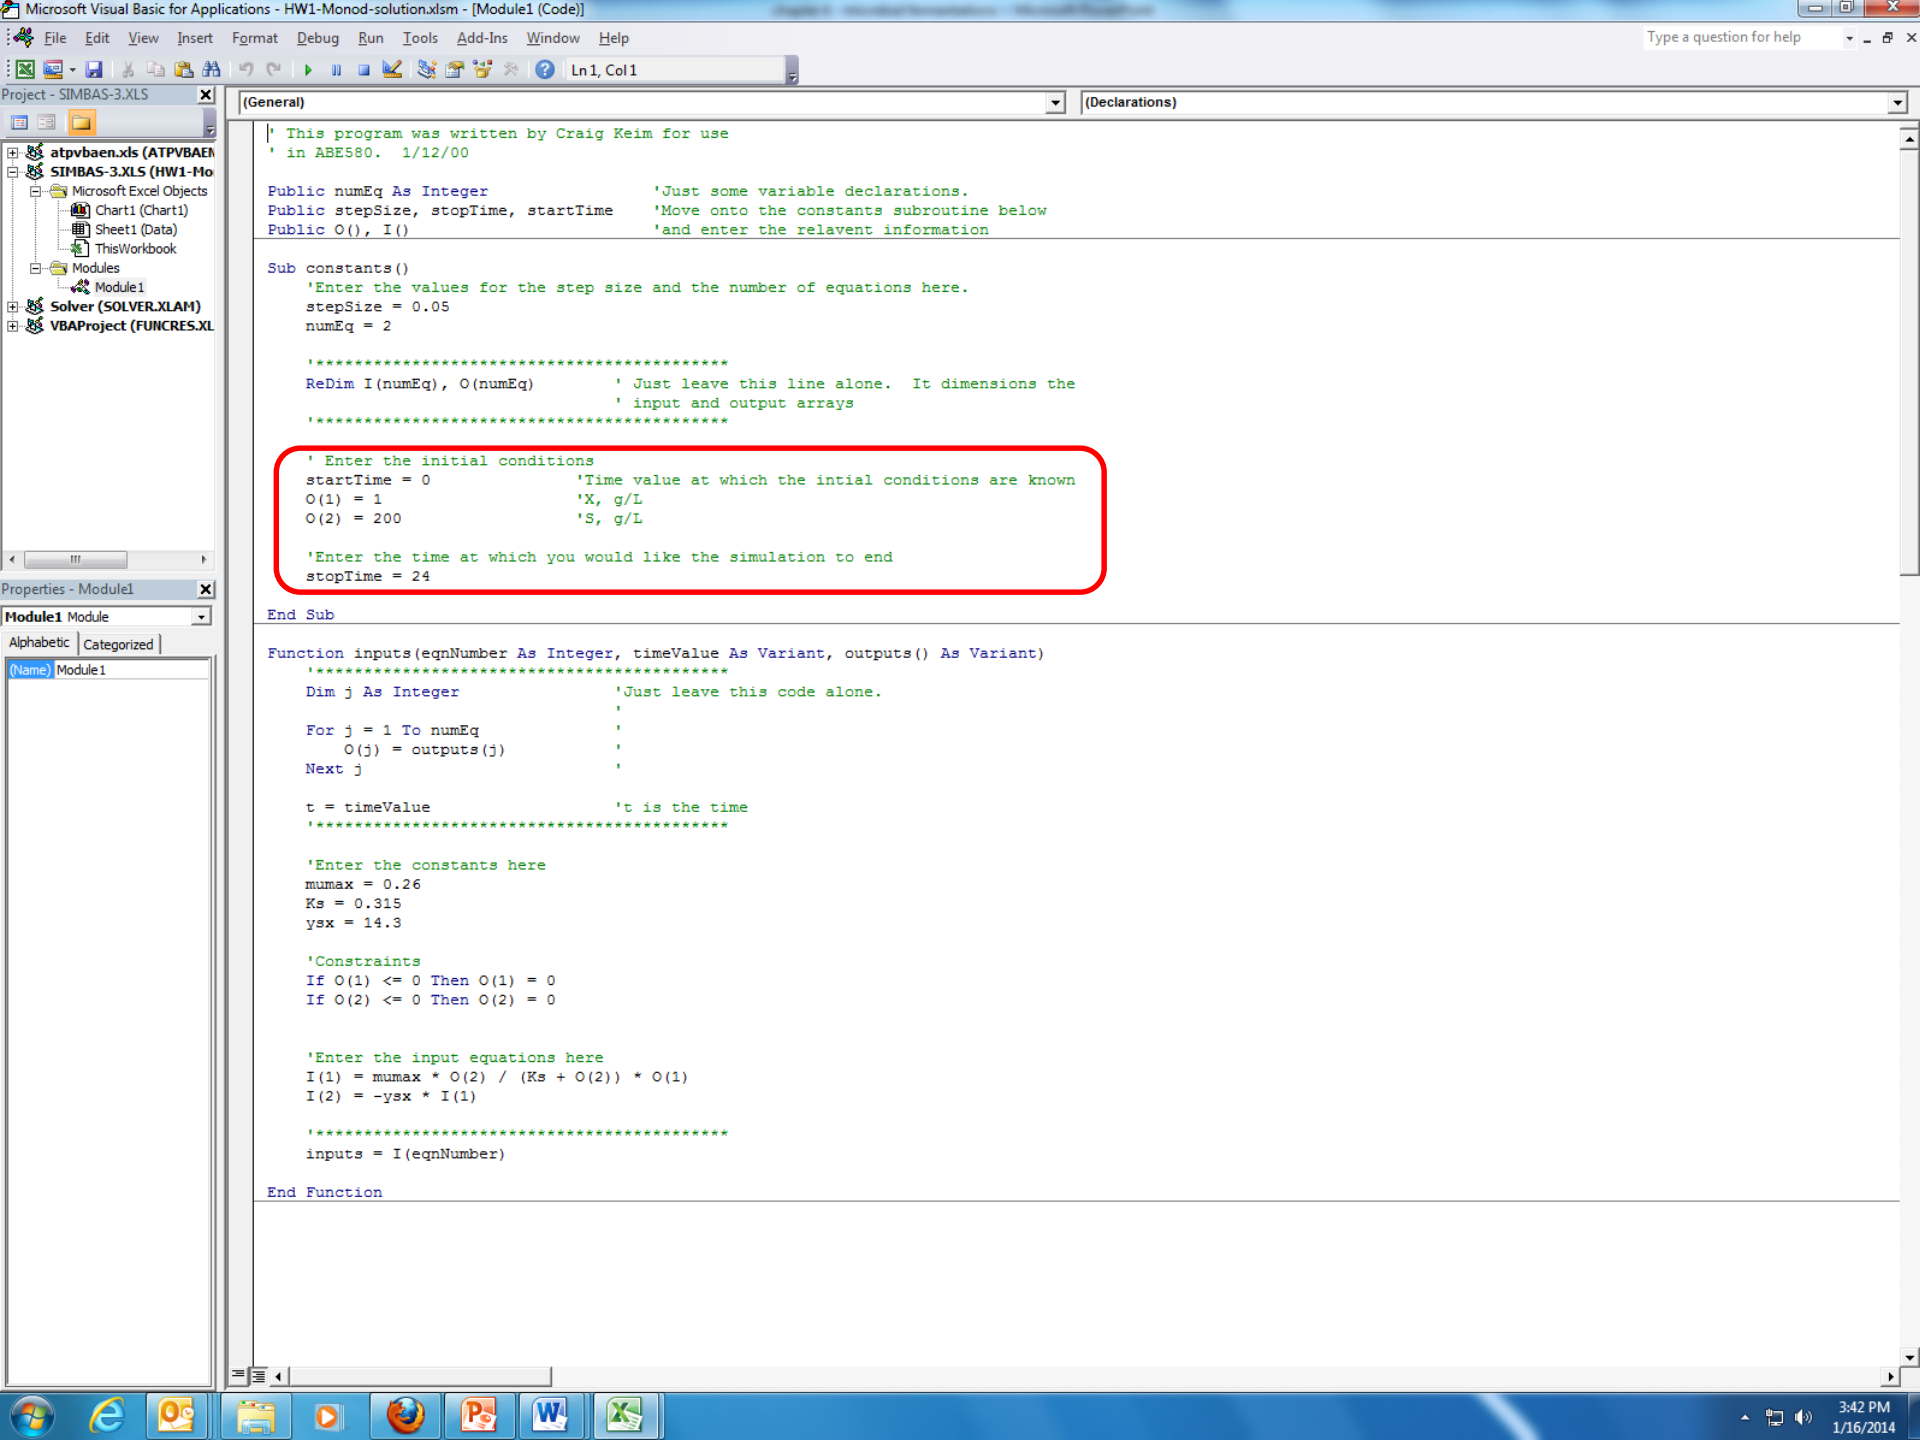 Microsoft Visual Basic for Applications - HW1-Monod-solution.xlsm - [Module1 (Code)]
File Edit View Insert Format Debug Run Tools Add-Ins Window Help
Type a question for help
Ln 1, Col 1
Project - SIMBAS-3.XLS
(General)
(Declarations)
atpvbaen.xls (ATPVBAEN
SIMBAS-3.XLS (HW1-Mo
Microsoft Excel Objects
Chart1 (Chart1)
Sheet1 (Data)
ThisWorkbook
Modules
Module1
Solver (SOLVER.XLAM)
VBAProject (FUNCRES.XL
Properties - Module1
Module1 Module
Alphabetic Categorized
(Name) Module1
' This program was written by Craig Keim for use
' in ABE580. 1/12/00
Public numEq As Integer 'Just some variable declarations.
Public stepSize, stopTime, startTime 'Move onto the constants subroutine below
Public O(), I() 'and enter the relavent information
Sub constants()
'Enter the values for the step size and the number of equations here.
stepSize = 0.05
numEq = 2
'*******************************************
ReDim I(numEq), O(numEq) ' Just leave this line alone. It dimensions the
' input and output arrays
'*******************************************
' Enter the initial conditions
startTime = 0 'Time value at which the intial conditions are known
O(1) = 1 'X, g/L
O(2) = 200 'S, g/L
'Enter the time at which you would like the simulation to end
stopTime = 24
End Sub
Function inputs(eqnNumber As Integer, timeValue As Variant, outputs() As Variant)
'*******************************************
Dim j As Integer 'Just leave this code alone.
'
For j = 1 To numEq '
O(j) = outputs(j) '
Next j '
t = timeValue 't is the time
'*******************************************
'Enter the constants here
mumax = 0.26
Ks = 0.315
ysx = 14.3
'Constraints
If O(1) <= 0 Then O(1) = 0
If O(2) <= 0 Then O(2) = 0
'Enter the input equations here
I(1) = mumax * O(2) / (Ks + O(2)) * O(1)
I(2) = -ysx * I(1)
'*******************************************
inputs = I(eqnNumber)
End Function
3:42 PM
1/16/2014